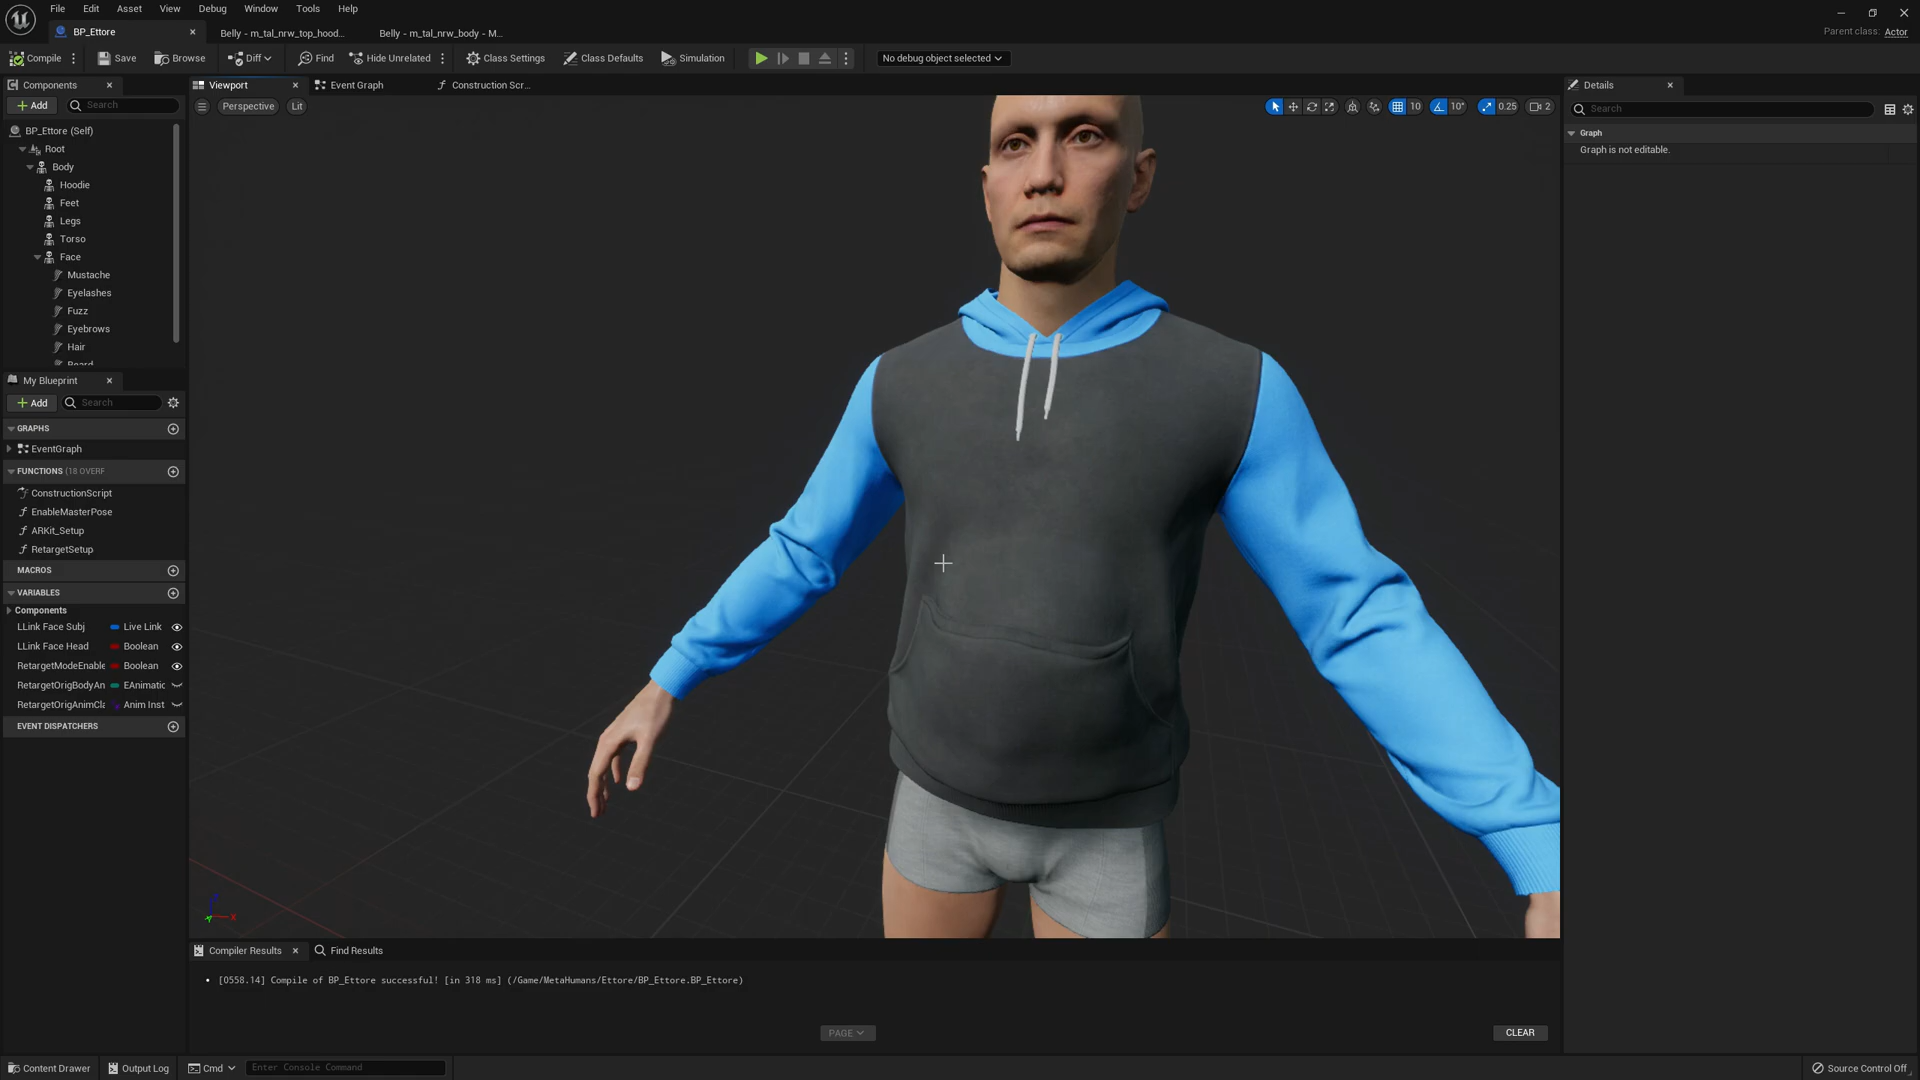 File Edit Asset View Debug Window Tools Help
BP_Ettore Belly - m_tal_nrw_top_hood... Belly - m_tal_nrw_body - M...
Parent class: Actor
Compile Save Browse Diff Find Hide Unrelated Class Settings Class Defaults Simulation No debug object selected
Components
Add Search
BP_Ettore (Self)
Root
Body
Hoodie
Feet
Legs
Torso
Face
Mustache
Eyelashes
Fuzz
Eyebrows
Hair
Beard
My Blueprint
Add Search
GRAPHS
EventGraph
FUNCTIONS (18 OVERF
ConstructionScript
EnableMasterPose
ARKit_Setup
RetargetSetup
MACROS
VARIABLES
Components
LLink Face Subj Live Link
LLink Face Head Boolean
RetargetModeEnable Boolean
RetargetOrigBodyAn EAnimatic
RetargetOrigAnimCla Anim Inst
EVENT DISPATCHERS
Viewport Event Graph Construction Scr...
Perspective Lit 10 10° 0.25 2
X
Compiler Results Find Results
[0558.14] Compile of BP_Ettore successful! [in 318 ms] (/Game/MetaHumans/Ettore/BP_Ettore.BP_Ettore)
PAGE CLEAR
Details
Search
Graph
Graph is not editable.
Content Drawer Output Log Cmd Enter Console Command Source Control Off